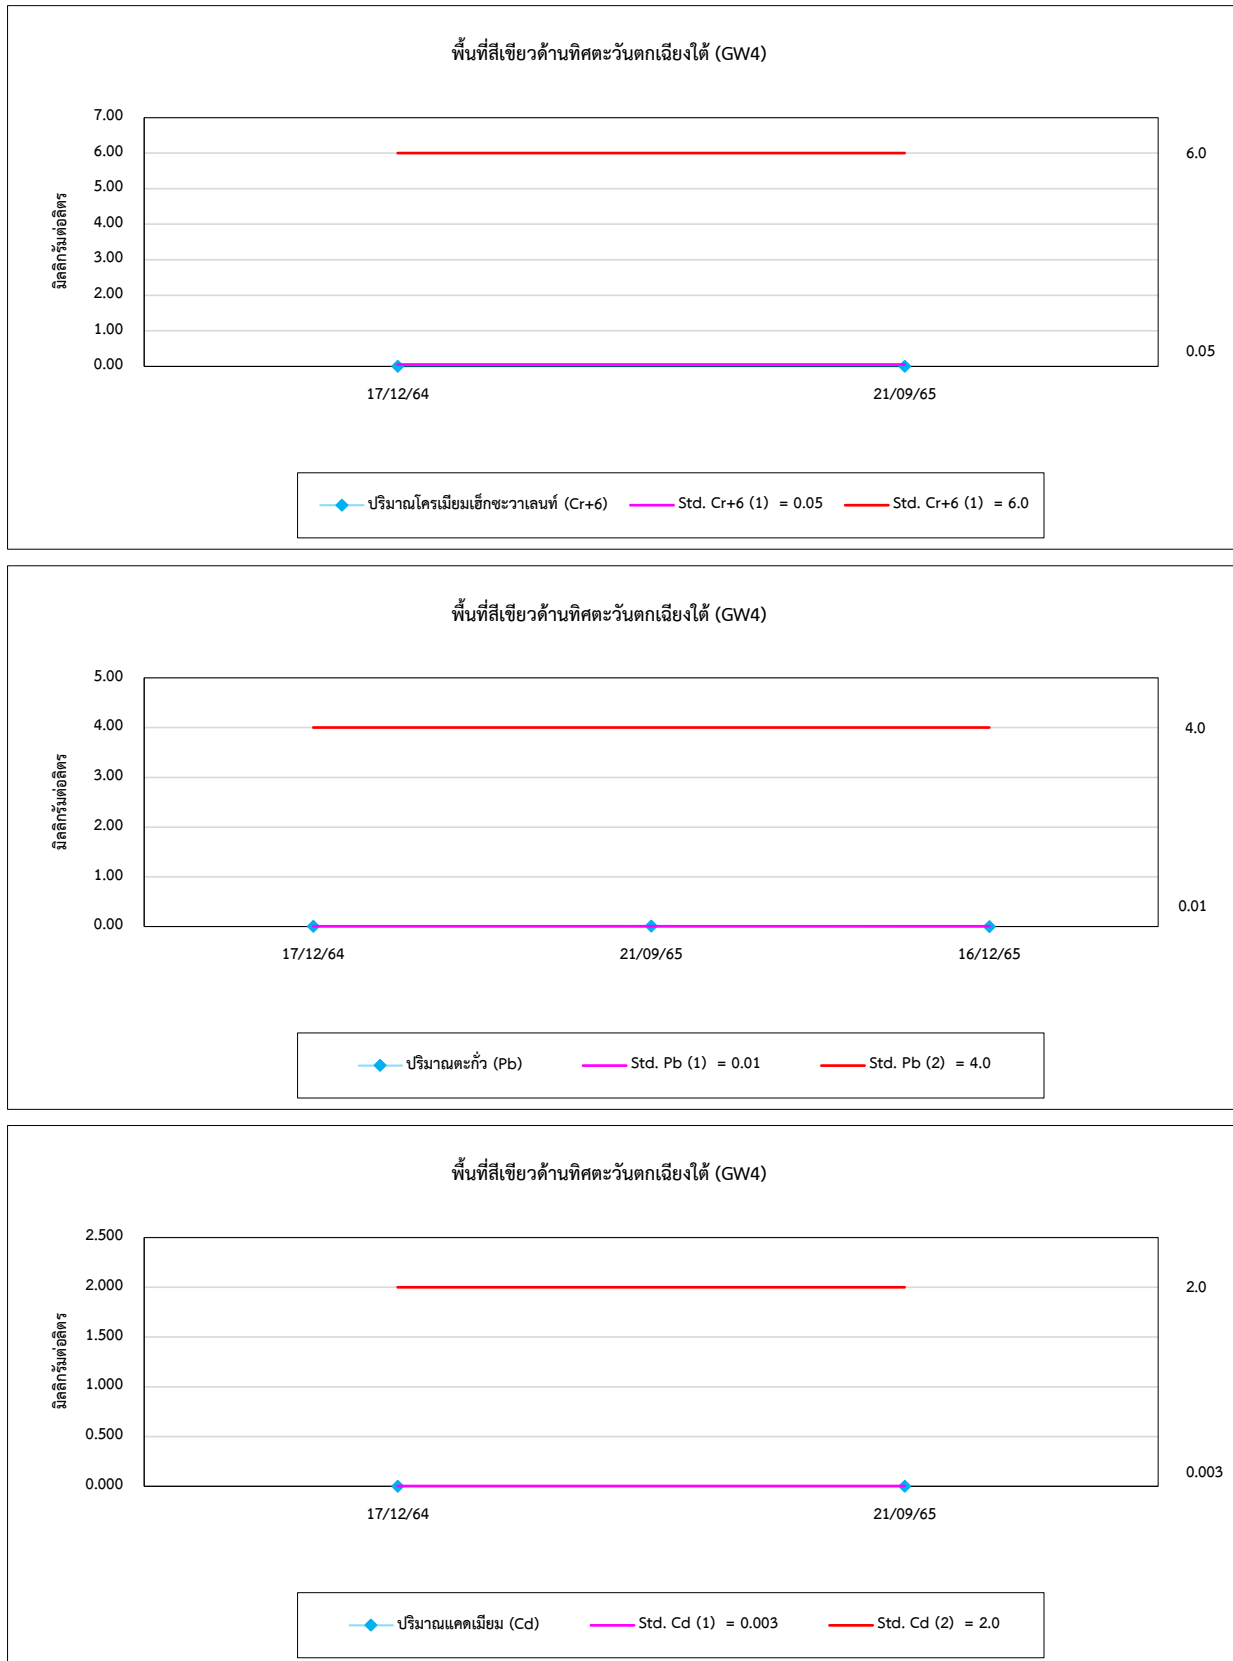 พื้นที่สีเขียวด้านทิศตะวันตกเฉียงใต้ (GW4)
มิลลิกรัมต่อลิตร
7.00
6.00
5.00
4.00
3.00
2.00
1.00
0.00
6.0
0.05
17/12/64 21/09/65
ปริมาณโครเมียมเฮ็กซะวาเลนท์ (Cr+6) Std. Cr+6 (1) = 0.05 Std. Cr+6 (1) = 6.0
พื้นที่สีเขียวด้านทิศตะวันตกเฉียงใต้ (GW4)
มิลลิกรัมต่อลิตร
5.00
4.00
3.00
2.00
1.00
0.00
4.0
0.01
17/12/64 21/09/65 16/12/65
ปริมาณตะกั่ว (Pb) Std. Pb (1) = 0.01 Std. Pb (2) = 4.0
พื้นที่สีเขียวด้านทิศตะวันตกเฉียงใต้ (GW4)
มิลลิกรัมต่อลิตร
2.500
2.000
1.500
1.000
0.500
0.000
2.0
0.003
17/12/64 21/09/65
ปริมาณแคดเมียม (Cd) Std. Cd (1) = 0.003 Std. Cd (2) = 2.0